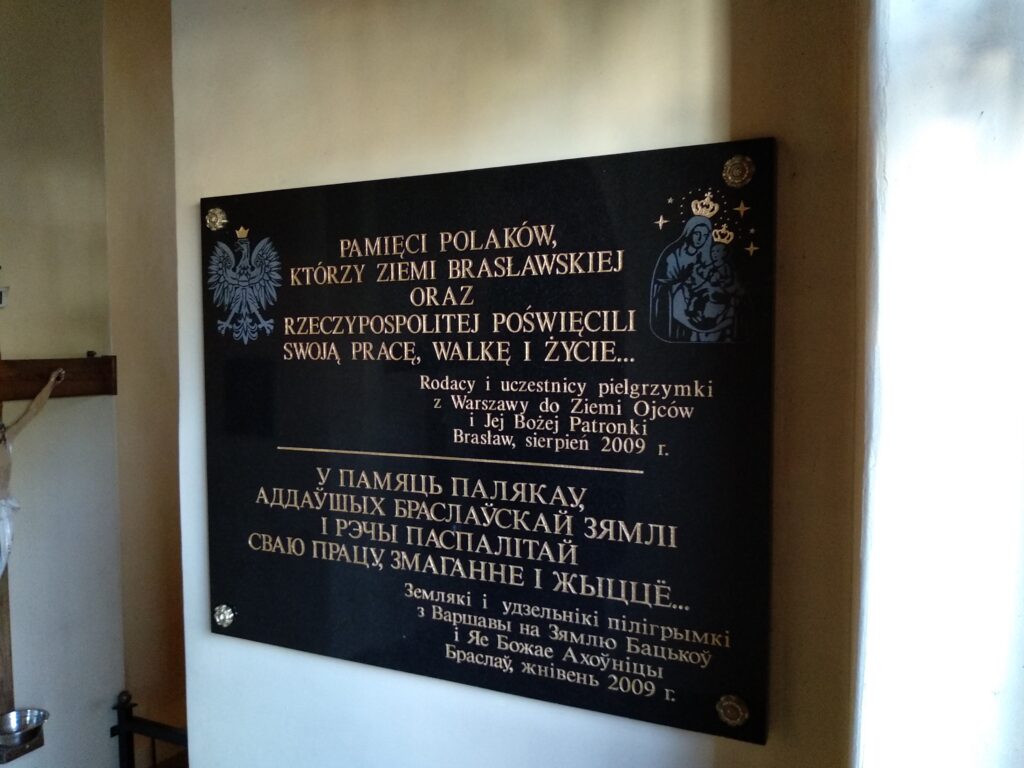 PAMIĘCI POLAKÓW,
KTÓRZY ZIEMI BRASŁAWSKIEJ
ORAZ
RZECZYPOSPOLITEJ POŚWIĘCILI
SWOJĄ PRACĘ, WALKĘ I ŻYCIE...
Rodacy i uczestnicy pielgrzymki
z Warszawy do Ziemi Ojców
i Jej Bożej Patronki
Brasław, sierpień 2009 r.
У ПАМЯЦЬ ПАЛЯКАУ,
АДДАЎШЫХ БРАСЛАЎСКАЙ ЗЯМЛІ
І РЭЧЫ ПАСПАЛІТАЙ
СВАЮ ПРАЦУ, ЗМАГАННЕ І ЖЫЦЦЁ...
Землякі і удзельнікі пілігрымкі
з Варшавы на Зямлю Бацькоў
і Яе Божае Ахоўніцы
Браслаў, жнівень 2009 г.